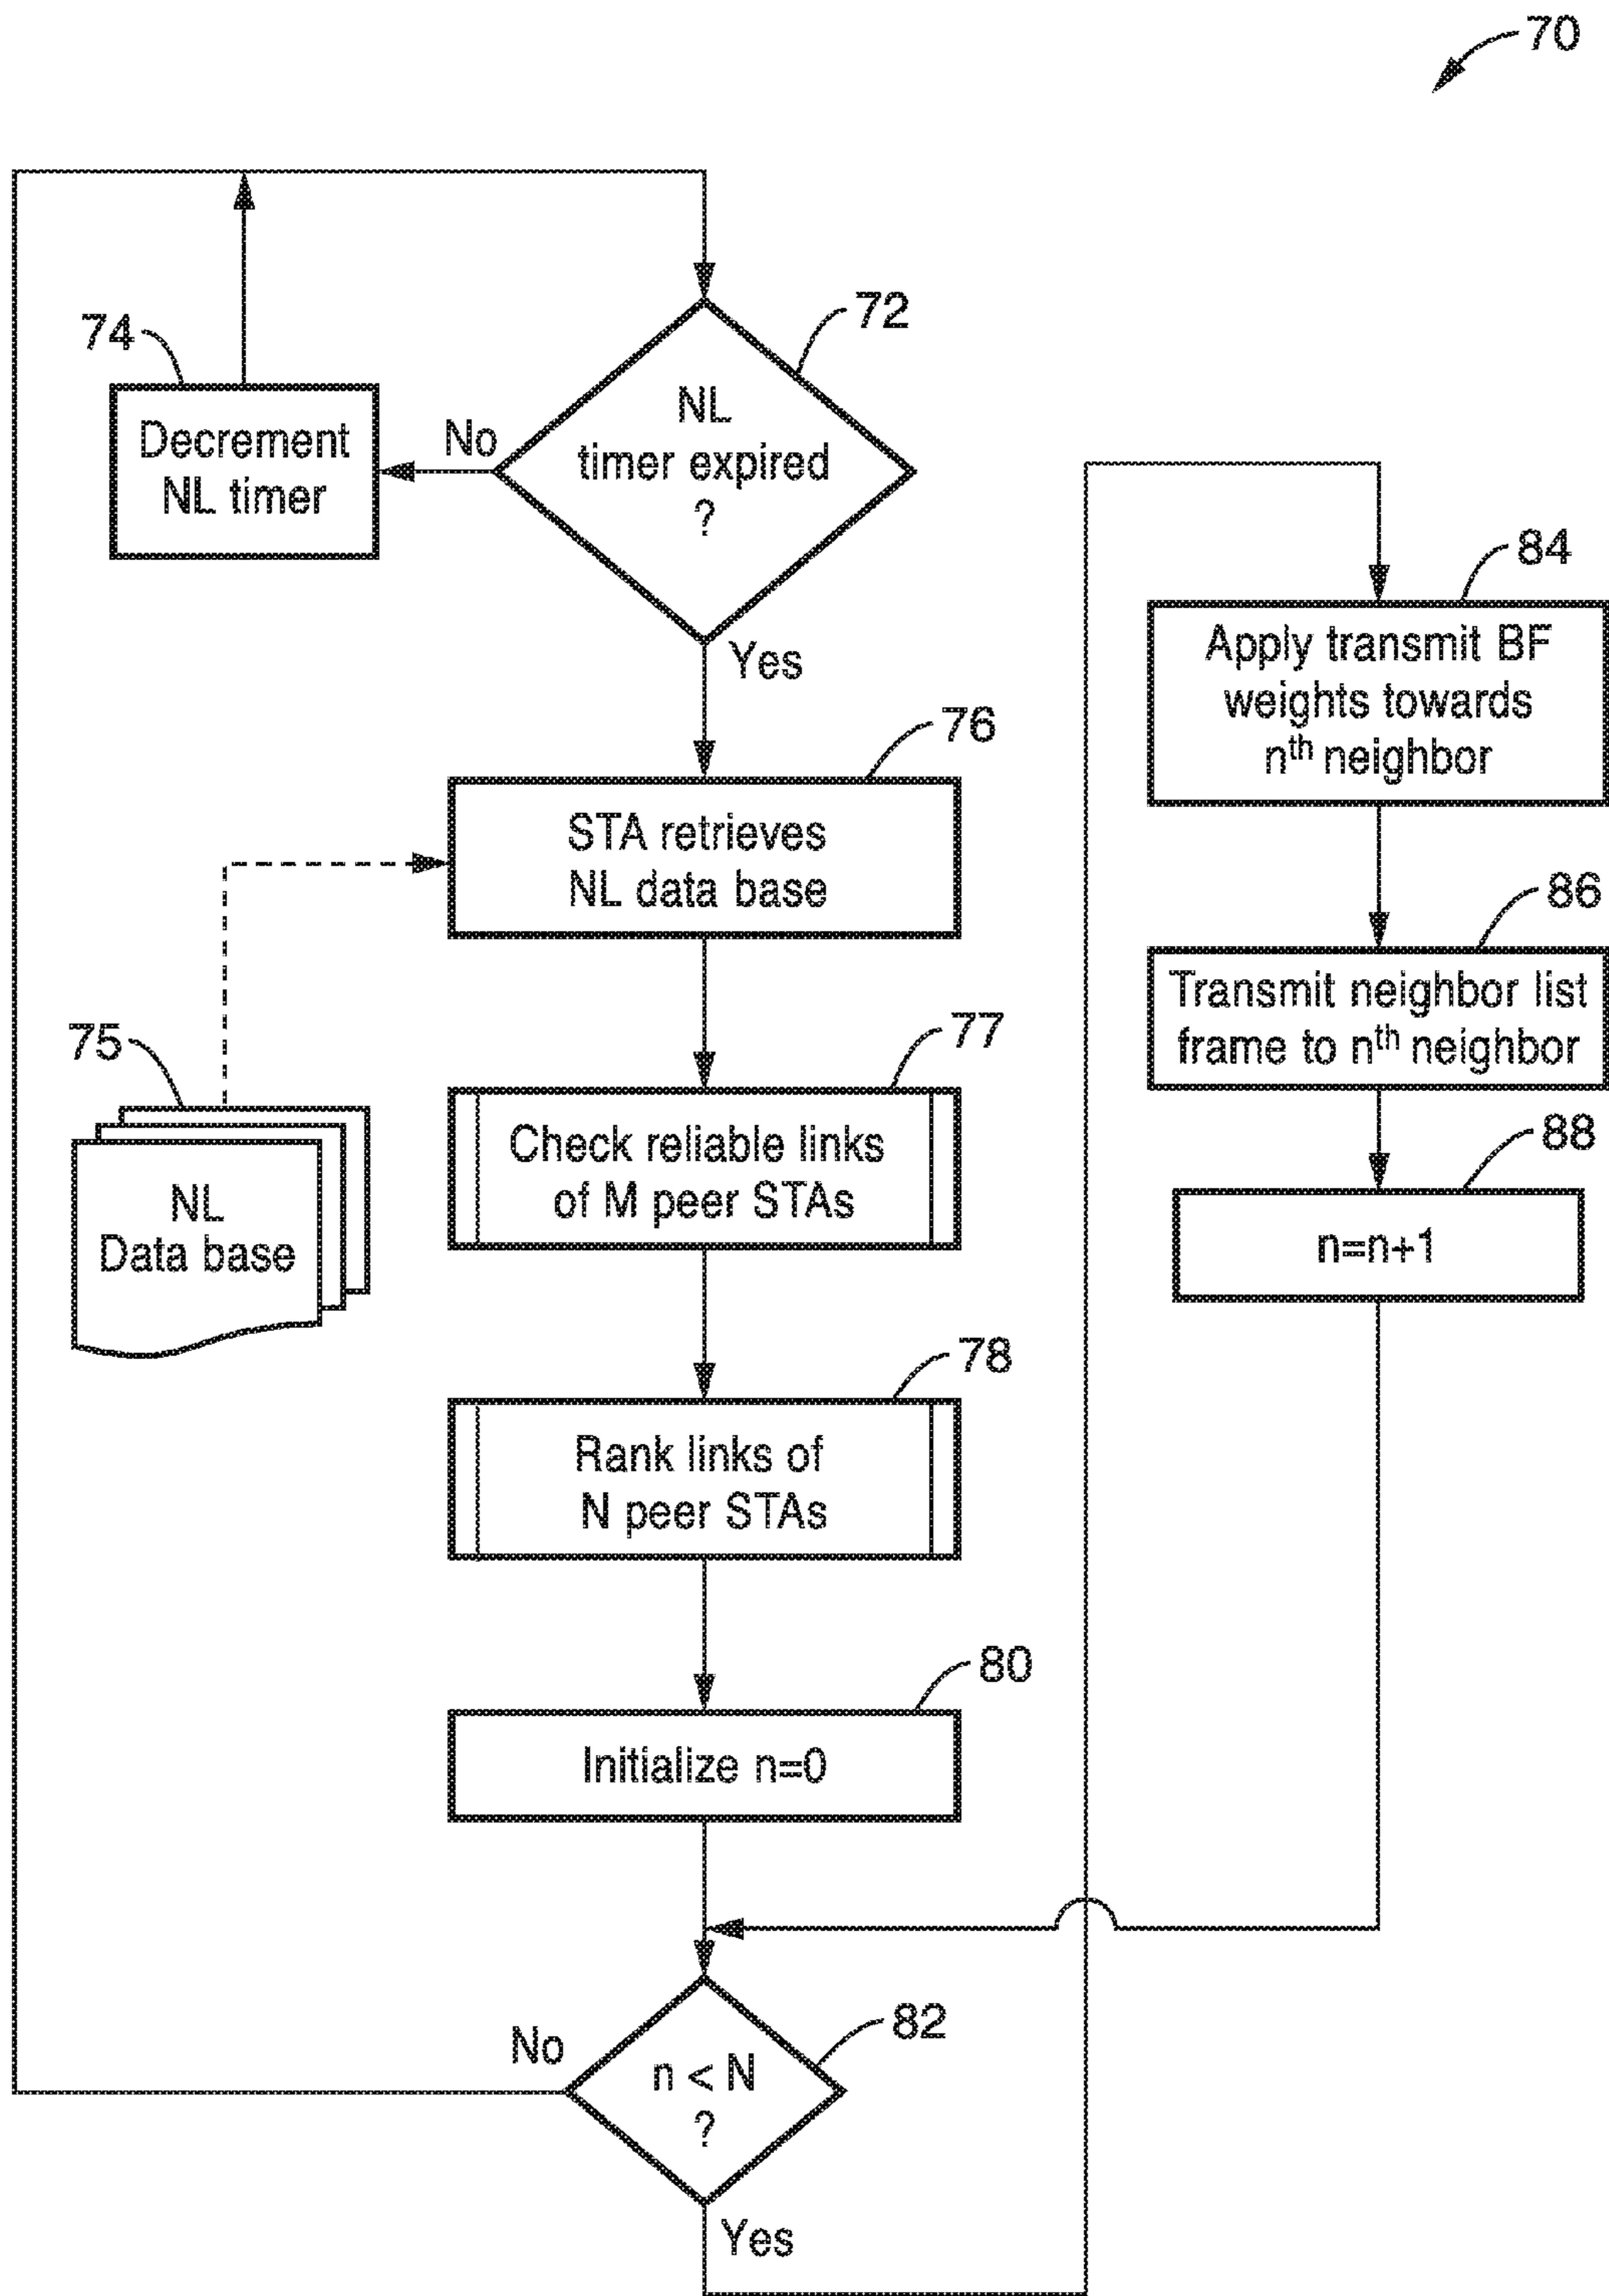 70
72
NL
timer expired
?
74
Decrement
NL timer
No
Yes
76
STA retrieves
NL data base
75
NL
Data base
77
Check reliable links
of M peer STAs
78
Rank links of
N peer STAs
80
Initialize n=0
82
n < N
?
No
Yes
84
Apply transmit BF
weights towards
nth neighbor
86
Transmit neighbor list
frame to nth neighbor
88
n=n+1